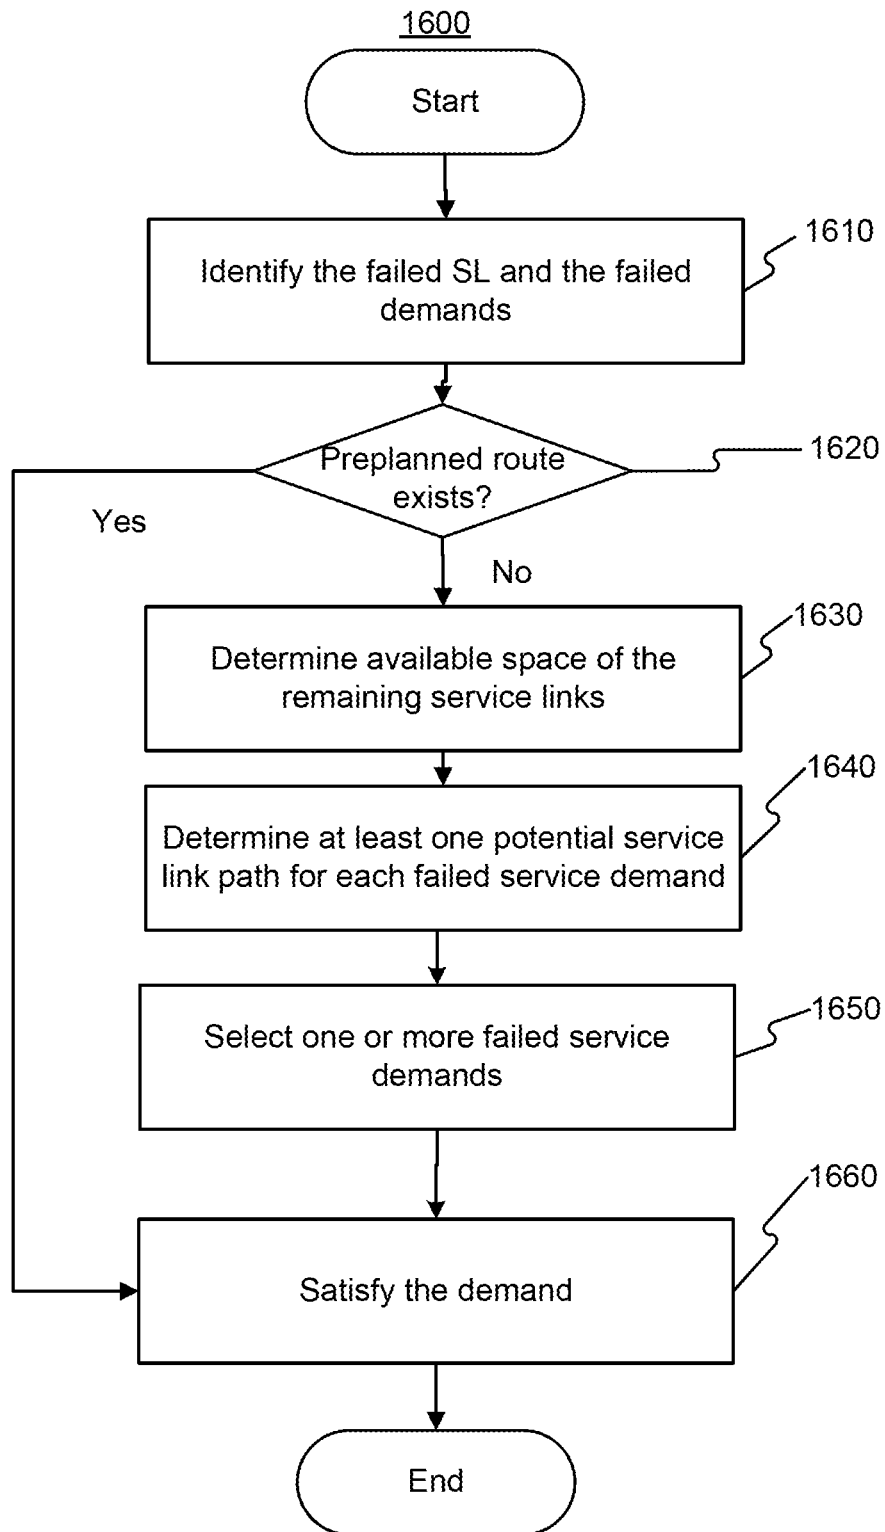 1600
Start
1610
Identify the failed SL and the failed
demands
Preplanned route
exists?
1620
Yes
No
1630
Determine available space of the
remaining service links
1640
Determine at least one potential service
link path for each failed service demand
1650
Select one or more failed service
demands
1660
Satisfy the demand
End